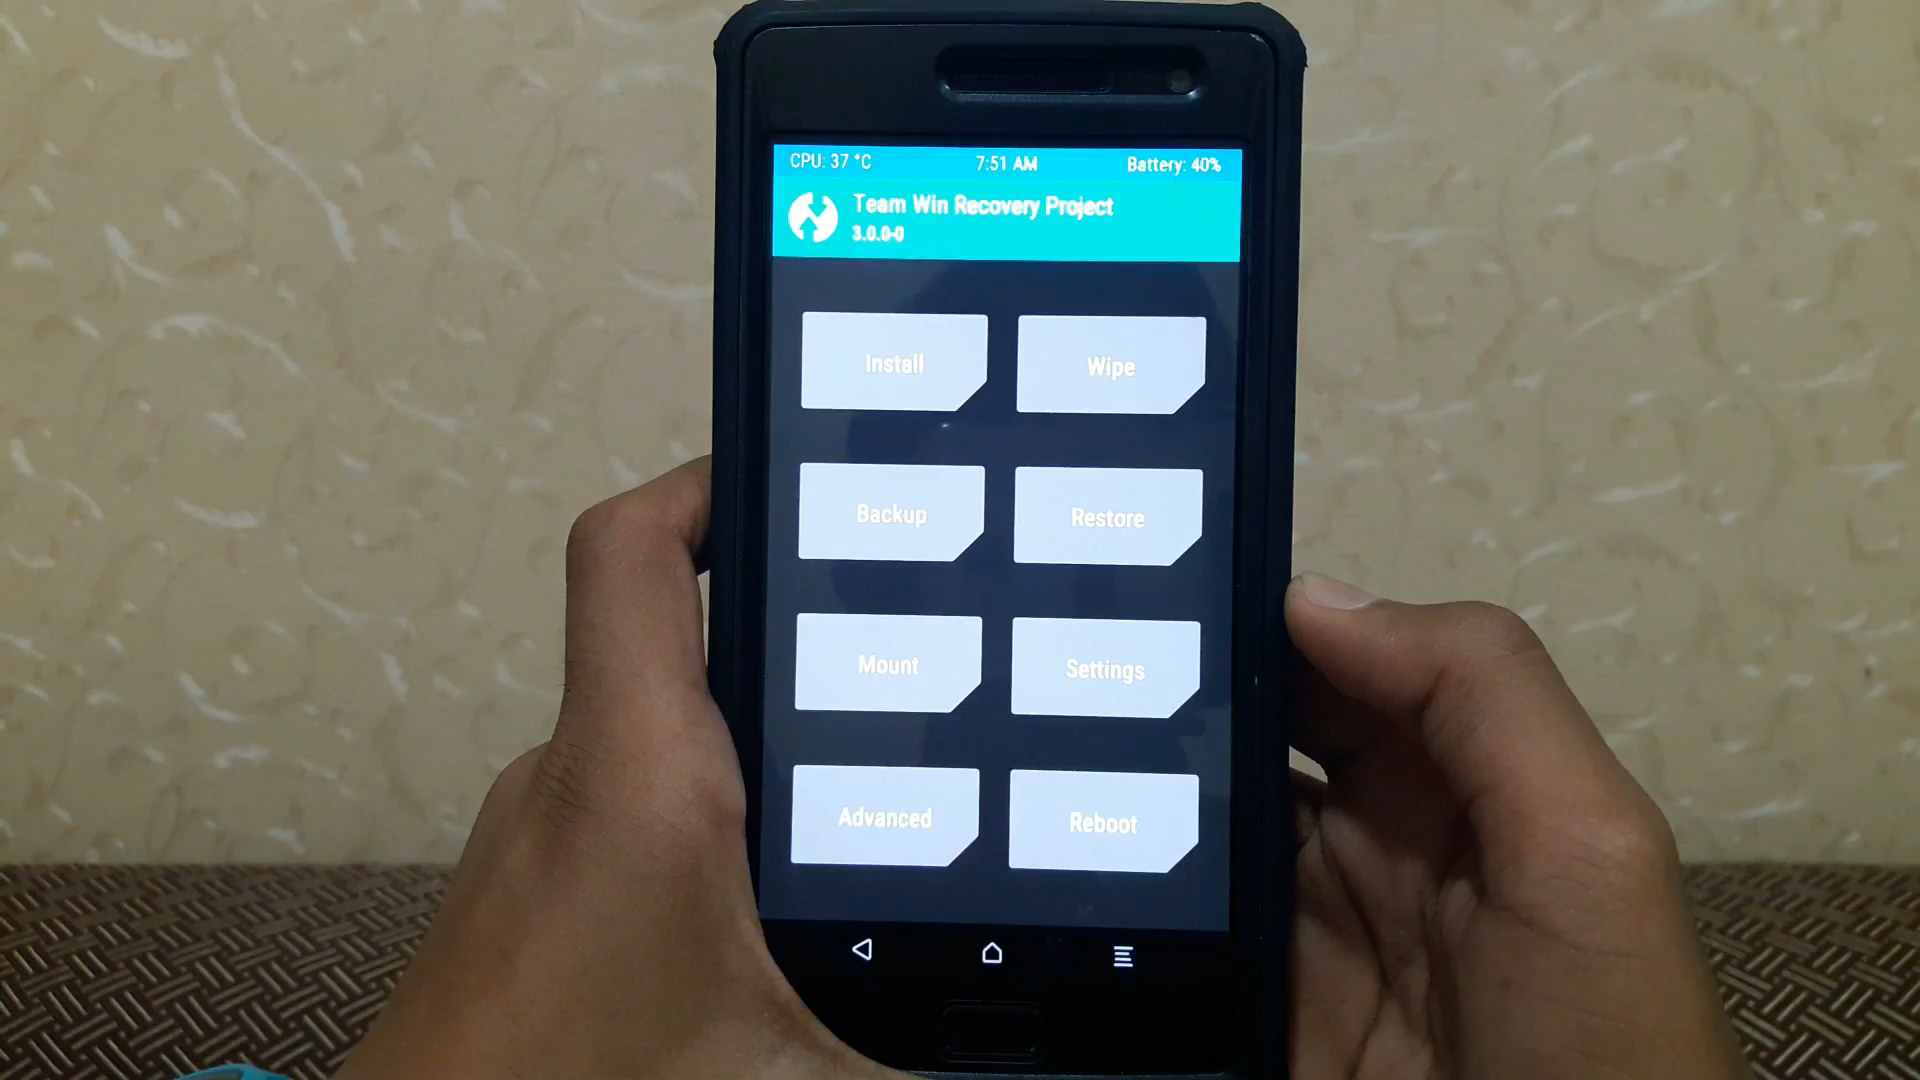 CPU: 37 °C 7:51 AM Battery: 40%
Team Win Recovery Project
3.0.0-0
Install Wipe
Backup Restore
Mount Settings
Advanced Reboot